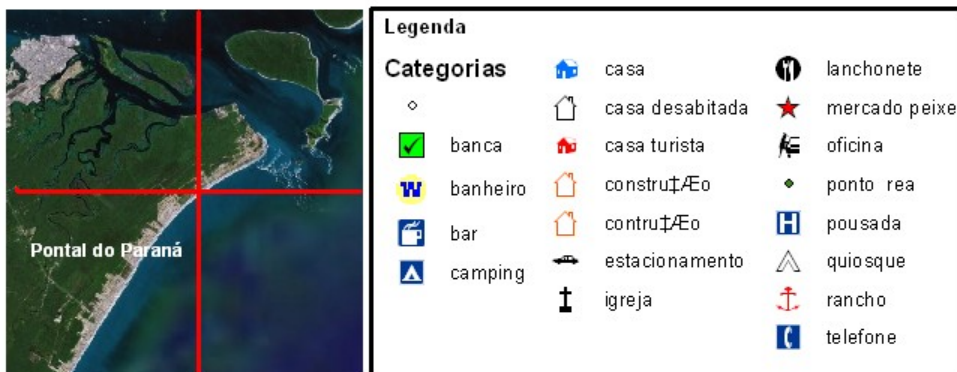 Pontal do Paraná
Legenda
Categorias
banca
banheiro
bar
camping
casa
casa desabitada
casa turista
constru‡ÆO
contru‡ÆO
estacionamento
igreja
lanchonete
mercado peixe
oficina
ponto rea
pousada
quiosque
rancho
telefone